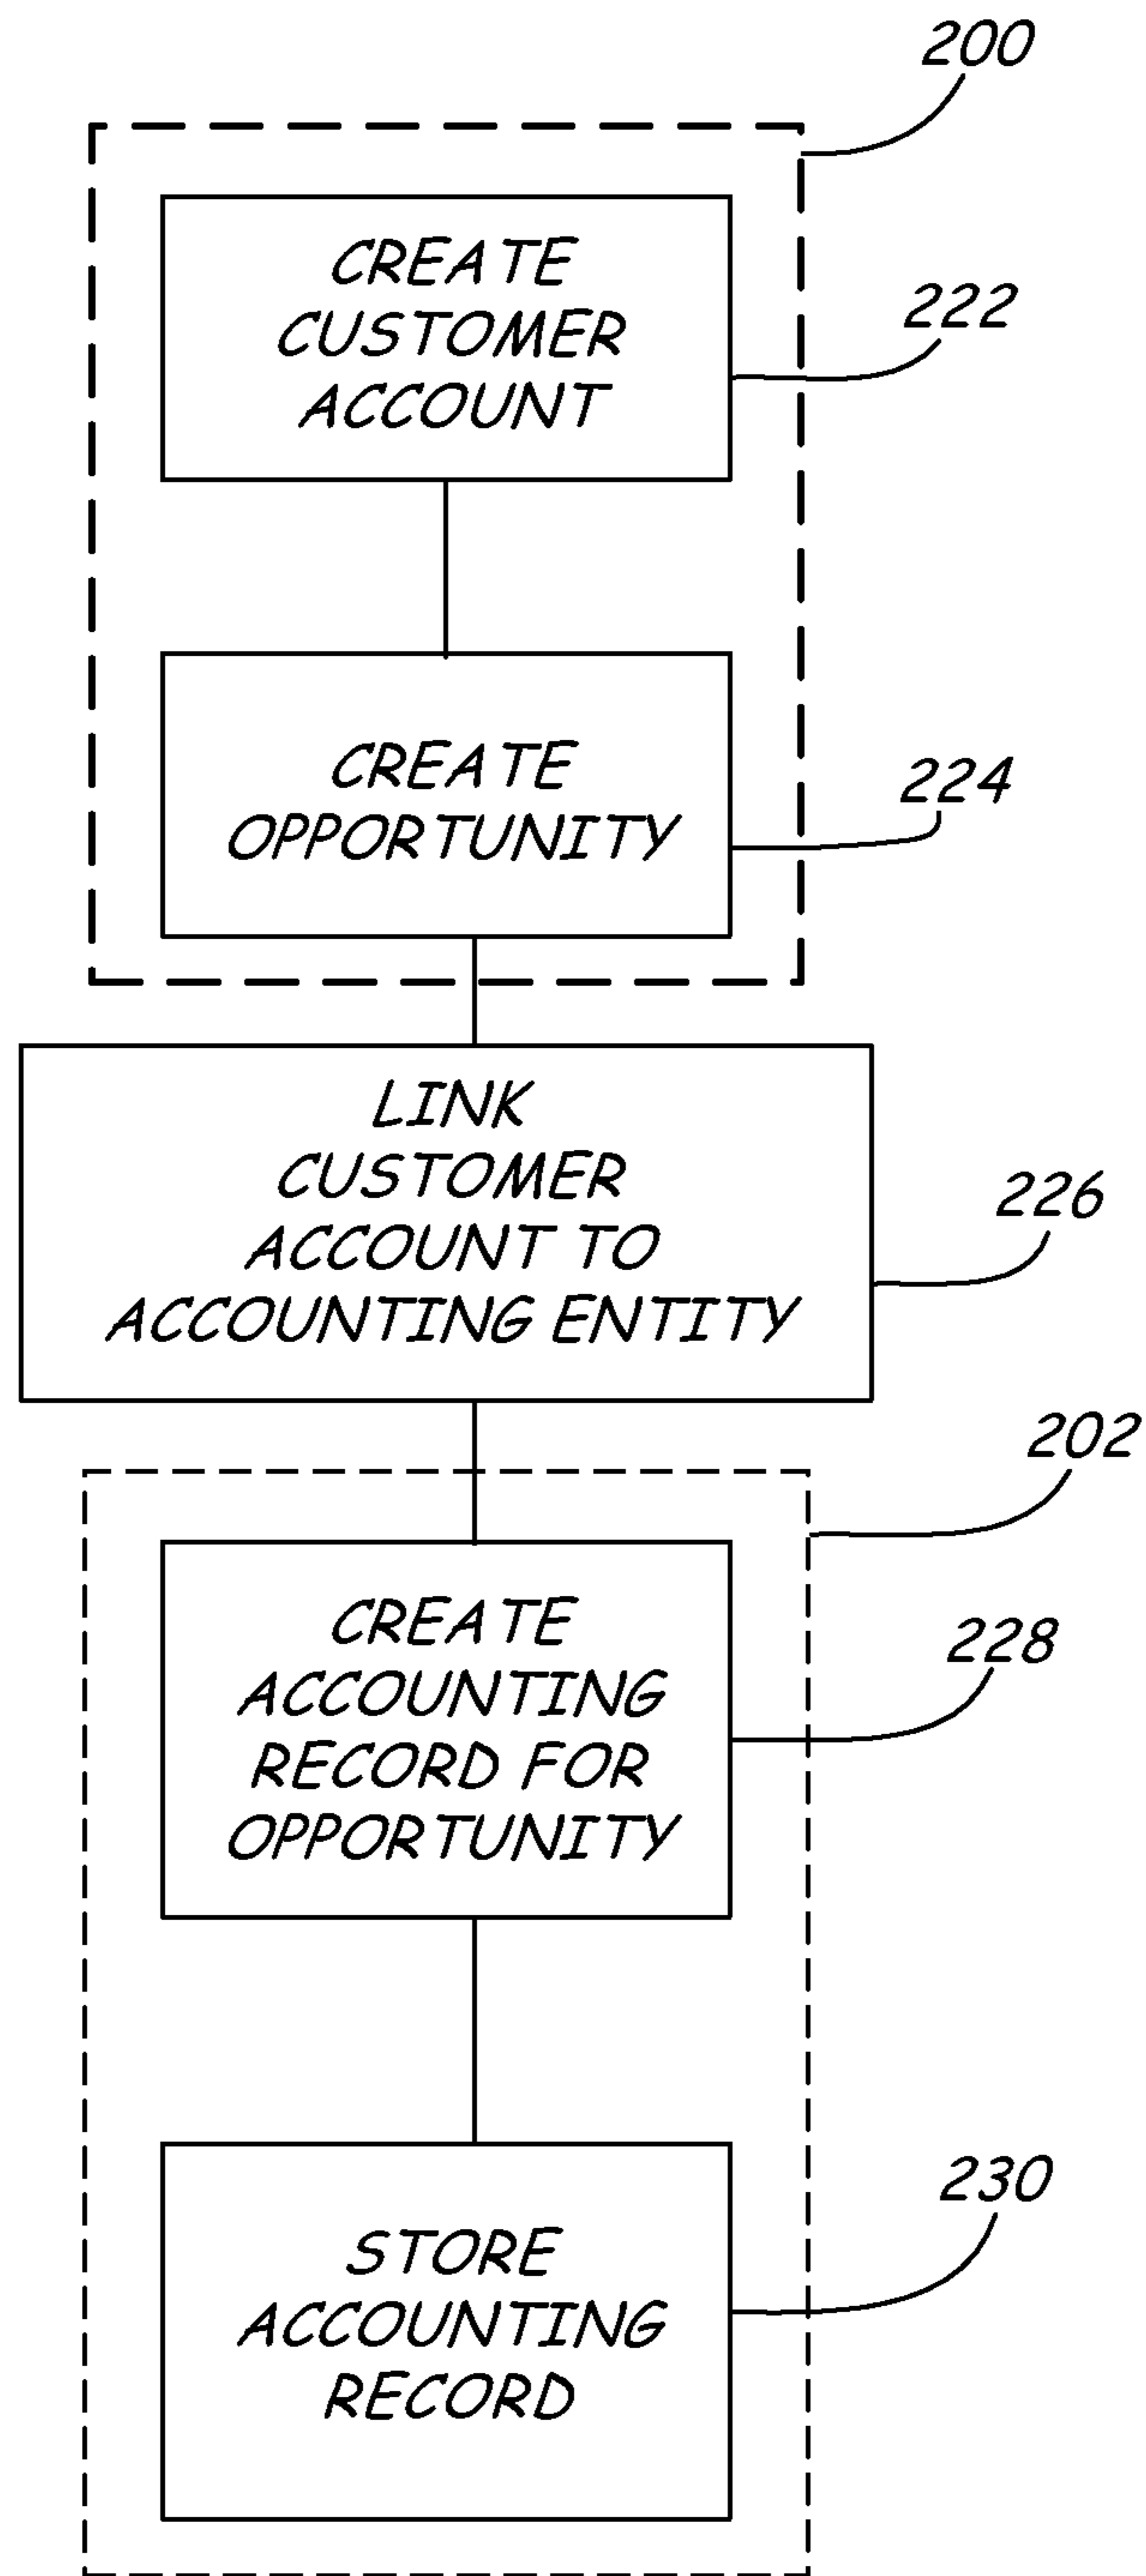 200
CREATE
CUSTOMER
ACCOUNT
222
CREATE
OPPORTUNITY
224
LINK
CUSTOMER
ACCOUNT TO
ACCOUNTING ENTITY
226
202
CREATE
ACCOUNTING
RECORD FOR
OPPORTUNITY
228
STORE
ACCOUNTING
RECORD
230